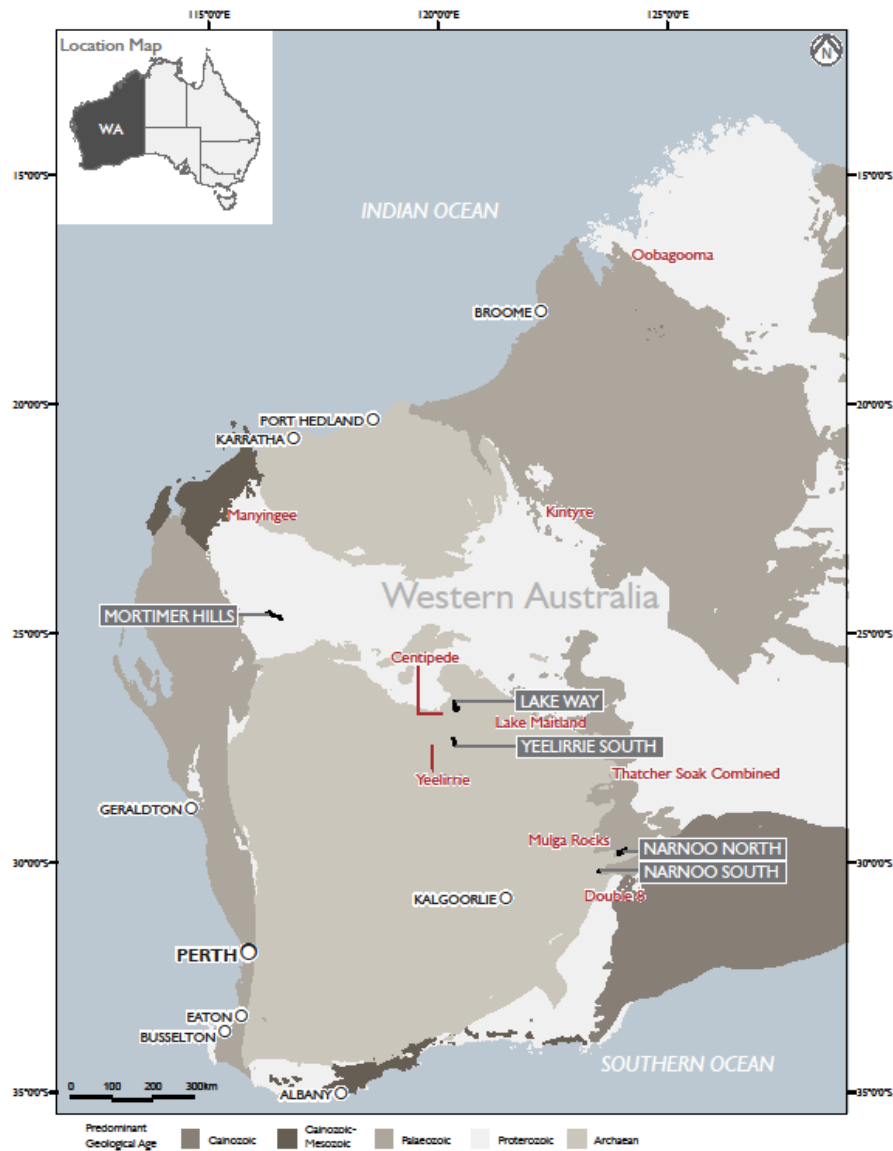 115°0'0"E
120°0'0"E
125°0'0"E
Location Map
WA
N
15°0'0"S
15°0'0"S
INDIAN OCEAN
Oobagooma
BROOME
20°0'0"S
20°0'0"S
PORT HEDLAND
KARRATHA
Manyingee
Kintyre
Western Australia
MORTIMER HILLS
25°0'0"S
25°0'0"S
Centipede
LAKE WAY
Lake Maitland
YEELIRRIE SOUTH
Yeelirrie
Thatcher Soak Combined
GERALDTON
Mulga Rocks
NARNOO NORTH
30°0'0"S
30°0'0"S
NARNOO SOUTH
KALGOORLIE
Double 8
PERTH
EATON
BUSSELTON
SOUTHERN OCEAN
0 100 200 300km
35°0'0"S
35°0'0"S
ALBANY
Predominant
Geological Age
Cainozoic
Cainozoic-
Mesozoic
Palaeozoic
Proterozoic
Archaean